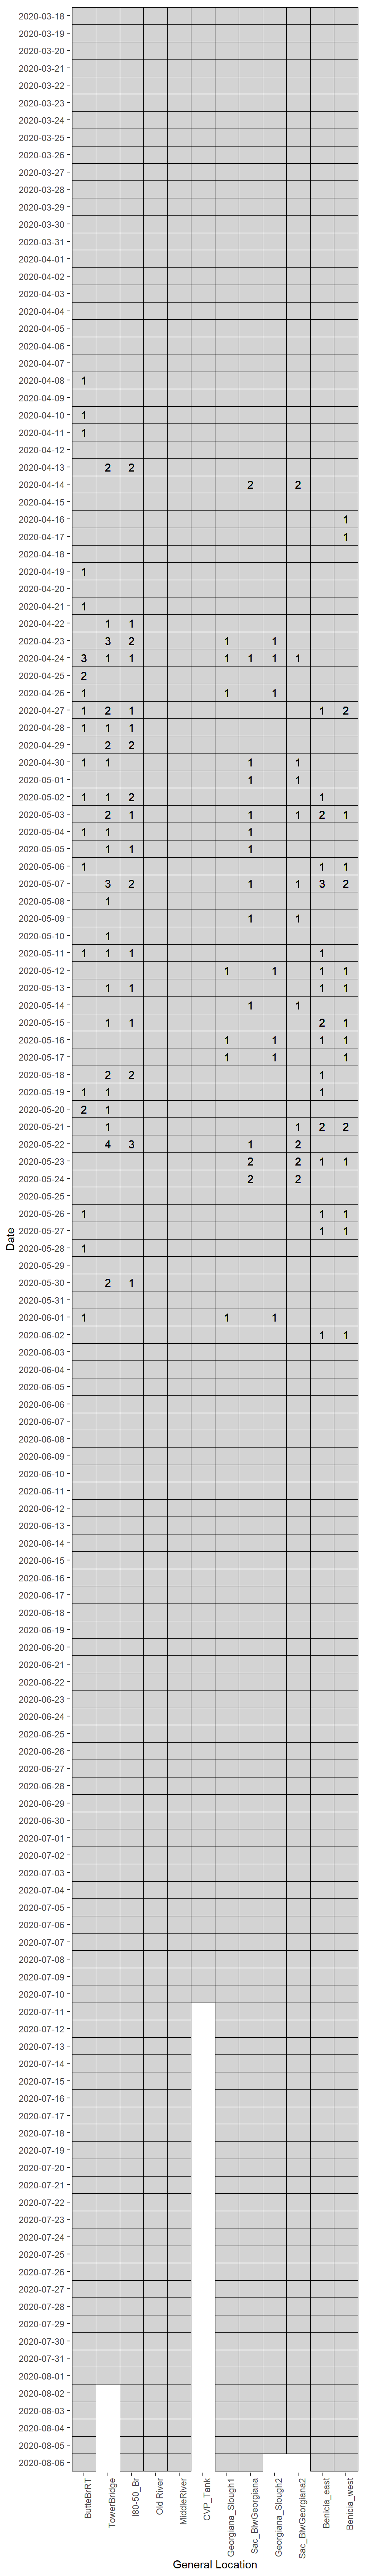 2020-03-18
2020-03-19
2020-03-20
2020-03-21
2020-03-22
2020-03-23
2020-03-24
2020-03-25
2020-03-26
2020-03-27
2020-03-28
2020-03-29
2020-03-30
2020-03-31
2020-04-01
2020-04-02
2020-04-03
2020-04-04
2020-04-05
2020-04-06
2020-04-07
2020-04-08 1
2020-04-09
2020-04-10 1
2020-04-11 1
2020-04-12
2020-04-13 2 2
2020-04-14 2 2
2020-04-15
2020-04-16 1
2020-04-17 1
2020-04-18
2020-04-19 1
2020-04-20
2020-04-21 1
2020-04-22 1 1
2020-04-23 3 2 1 1
2020-04-24 3 1 1 1 1 1 1
2020-04-25 2
2020-04-26 1 1 1
2020-04-27 1 2 1 1 2
2020-04-28 1 1 1
2020-04-29 2 2
2020-04-30 1 1 1 1
2020-05-01 1 1
2020-05-02 1 1 2 1
2020-05-03 2 1 1 1 2 1
2020-05-04 1 1 1
2020-05-05 1 1 1
2020-05-06 1 1 1
2020-05-07 3 2 1 1 3 2
2020-05-08 1
2020-05-09 1 1
2020-05-10 1
2020-05-11 1 1 1 1
2020-05-12 1 1 1 1
2020-05-13 1 1 1 1
2020-05-14 1 1
2020-05-15 1 1 2 1
2020-05-16 1 1 1 1
2020-05-17 1 1 1
2020-05-18 2 2 1
2020-05-19 1 1 1
2020-05-20 2 1
2020-05-21 1 1 2 2
2020-05-22 4 3 1 2
2020-05-23 2 2 1 1
2020-05-24 2 2
2020-05-25
2020-05-26 1 1 1
2020-05-27 1 1
2020-05-28 1
2020-05-29
2020-05-30 2 1
2020-05-31
2020-06-01 1 1 1
2020-06-02 1 1
2020-06-03
2020-06-04
2020-06-05
2020-06-06
2020-06-07
2020-06-08
2020-06-09
2020-06-10
2020-06-11
2020-06-12
2020-06-13
2020-06-14
2020-06-15
2020-06-16
2020-06-17
2020-06-18
2020-06-19
2020-06-20
2020-06-21
2020-06-22
2020-06-23
2020-06-24
2020-06-25
2020-06-26
2020-06-27
2020-06-28
2020-06-29
2020-06-30
2020-07-01
2020-07-02
2020-07-03
2020-07-04
2020-07-05
2020-07-06
2020-07-07
2020-07-08
2020-07-09
2020-07-10
2020-07-11
2020-07-12
2020-07-13
2020-07-14
2020-07-15
2020-07-16
2020-07-17
2020-07-18
2020-07-19
2020-07-20
2020-07-21
2020-07-22
2020-07-23
2020-07-24
2020-07-25
2020-07-26
2020-07-27
2020-07-28
2020-07-29
2020-07-30
2020-07-31
2020-08-01
2020-08-02
2020-08-03
2020-08-04
2020-08-05
2020-08-06
Date
ButteBrRT
TowerBridge
I80-50_Br
Old River
MiddleRiver
CVP_Tank
Georgiana_Slough1
Sac_BlwGeorgiana
Georgiana_Slough2
Sac_BlwGeorgiana2
Benicia_east
Benicia_west
General Location